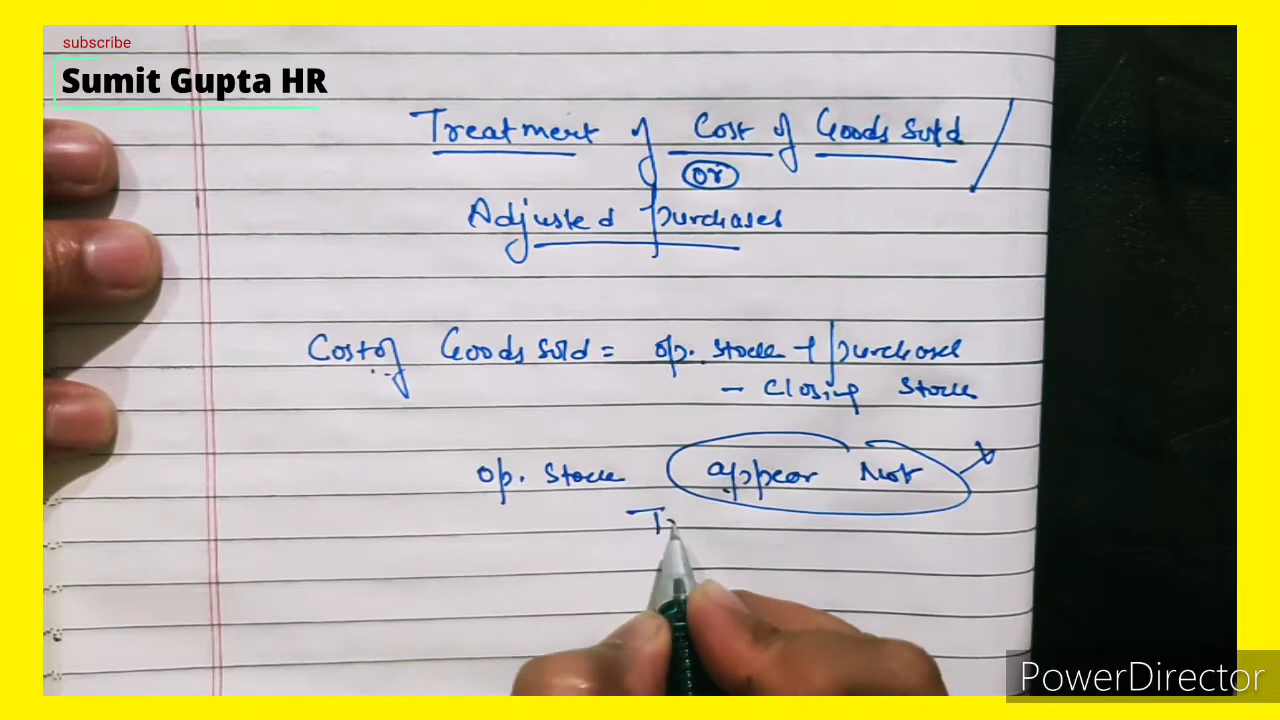 subscribe
Sumit Gupta HR
Treatment of Cost of Goods Sold
or
Adjusted purchases
Cost of Goods Sold = op. stock + purchases
- Closing Stock
op. stock appear Not
T
PowerDirector